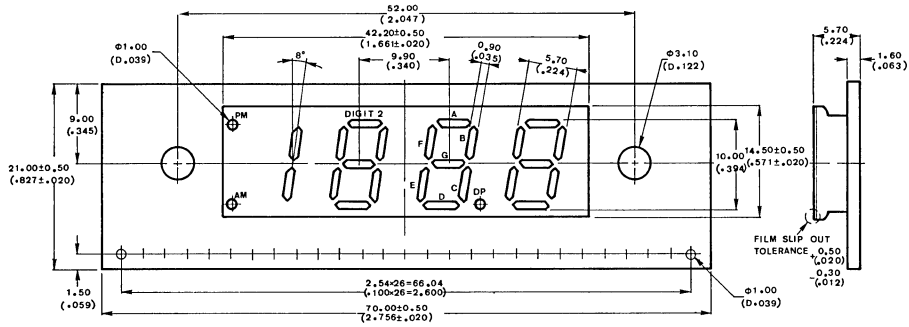 52.00
(2.047)
42.20±0.50
(1.661±.020)
9.90
(.340)
0.90
(.035)
5.70
(.224)
8°
Φ1.00
(D.039)
Φ3.10
(D.122)
5.70
(.224)
1.60
(.063)
9.00
(.345)
21.00±0.50
(.827±.020)
PM
DIGIT 2
A
B
F
G
E
C
D
DP
AM
10.00
(.394)
14.50±0.50
(.571±.020)
FILM SLIP OUT
TOLERANCE +0.50
(.020)
-0.30
(.012)
1.50
(.059)
2.54×26=66.04
(.100×26=2.600)
70.00±0.50
(2.756±.020)
Φ1.00
(D.039)